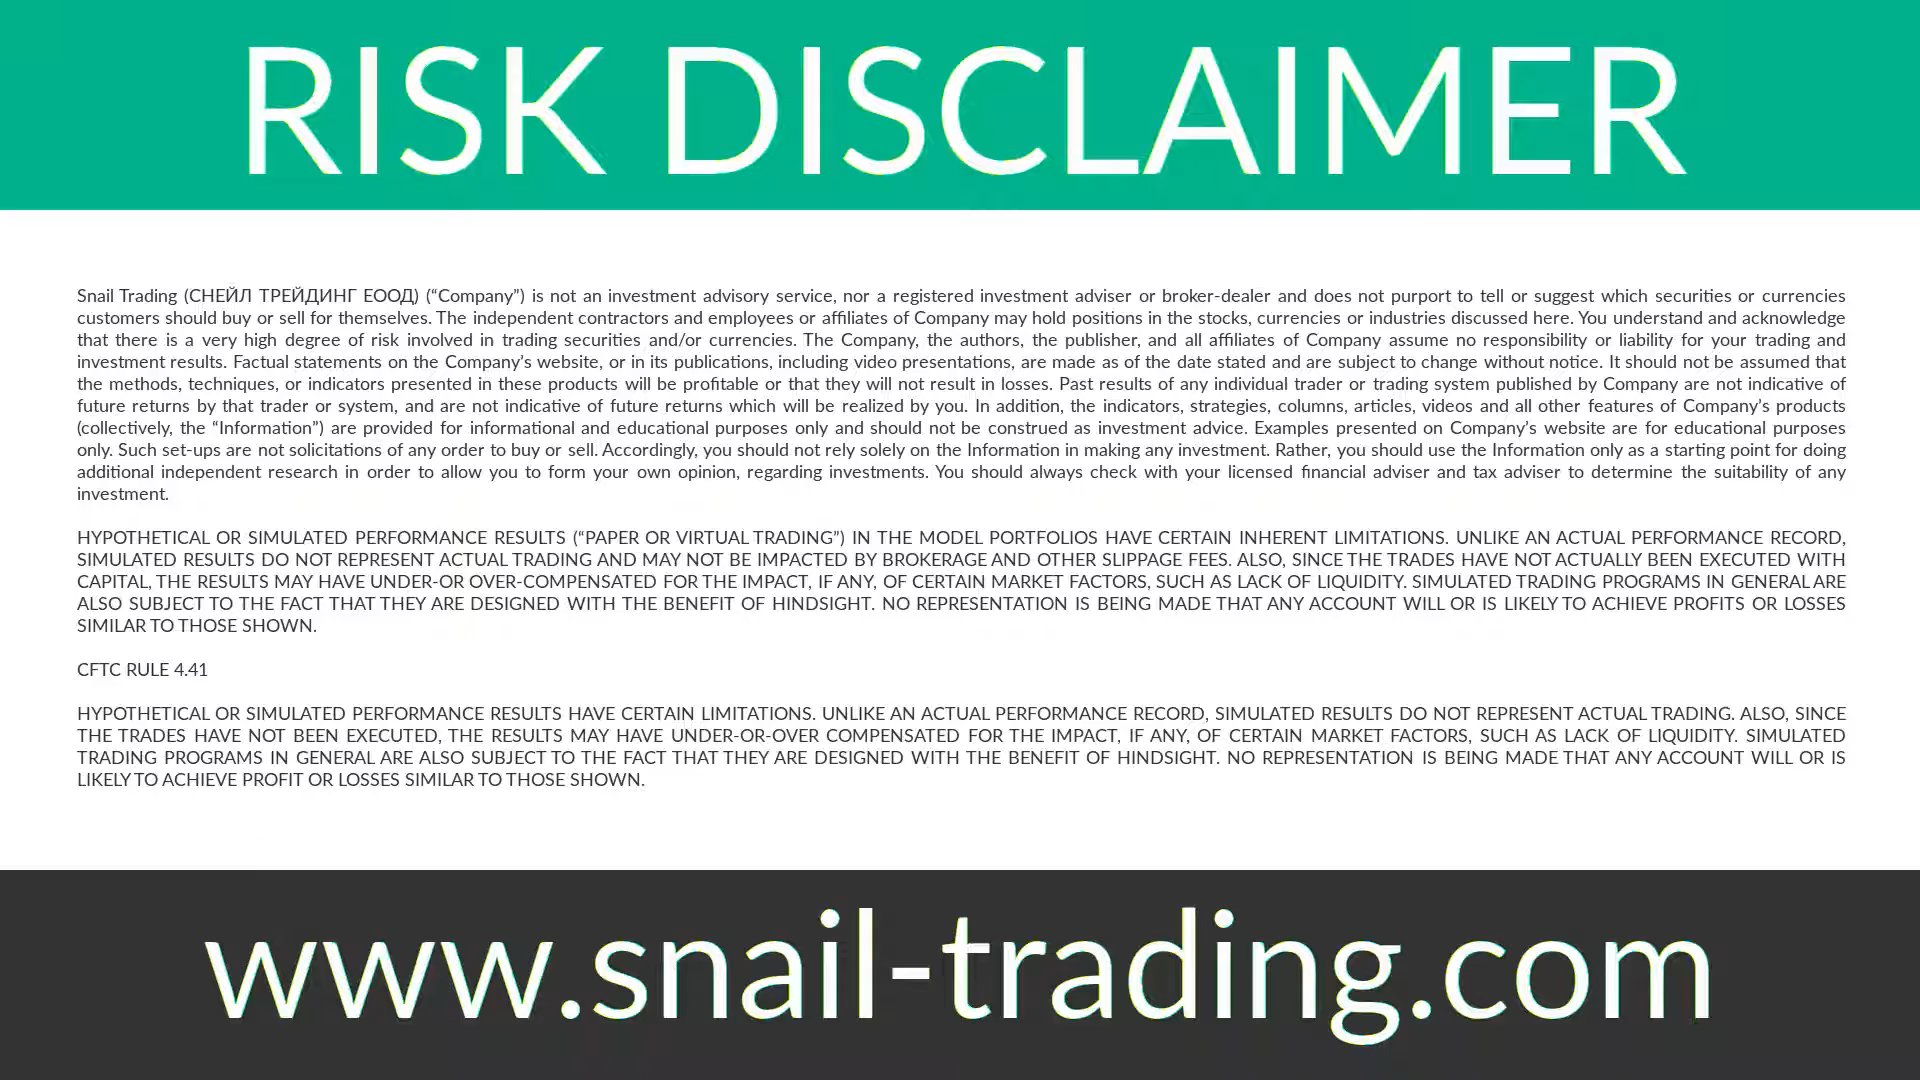 RISK DISCLAIMER
Snail Trading (СНЕЙЛ ТРЕЙДИНГ ЕООД) (“Company”) is not an investment advisory service, nor a registered investment adviser or broker-dealer and does not purport to tell or suggest which securities or currencies
customers should buy or sell for themselves. The independent contractors and employees or affiliates of Company may hold positions in the stocks, currencies or industries discussed here. You understand and acknowledge
that there is a very high degree of risk involved in trading securities and/or currencies. The Company, the authors, the publisher, and all affiliates of Company assume no responsibility or liability for your trading and
investment results. Factual statements on the Company’s website, or in its publications, including video presentations, are made as of the date stated and are subject to change without notice. It should not be assumed that
the methods, techniques, or indicators presented in these products will be profitable or that they will not result in losses. Past results of any individual trader or trading system published by Company are not indicative of
future returns by that trader or system, and are not indicative of future returns which will be realized by you. In addition, the indicators, strategies, columns, articles, videos and all other features of Company’s products
(collectively, the “Information”) are provided for informational and educational purposes only and should not be construed as investment advice. Examples presented on Company’s website are for educational purposes
only. Such set-ups are not solicitations of any order to buy or sell. Accordingly, you should not rely solely on the Information in making any investment. Rather, you should use the Information only as a starting point for doing
additional independent research in order to allow you to form your own opinion, regarding investments. You should always check with your licensed financial adviser and tax adviser to determine the suitability of any
investment.
HYPOTHETICAL OR SIMULATED PERFORMANCE RESULTS (“PAPER OR VIRTUAL TRADING”) IN THE MODEL PORTFOLIOS HAVE CERTAIN INHERENT LIMITATIONS. UNLIKE AN ACTUAL PERFORMANCE RECORD,
SIMULATED RESULTS DO NOT REPRESENT ACTUAL TRADING AND MAY NOT BE IMPACTED BY BROKERAGE AND OTHER SLIPPAGE FEES. ALSO, SINCE THE TRADES HAVE NOT ACTUALLY BEEN EXECUTED WITH
CAPITAL, THE RESULTS MAY HAVE UNDER-OR OVER-COMPENSATED FOR THE IMPACT, IF ANY, OF CERTAIN MARKET FACTORS, SUCH AS LACK OF LIQUIDITY. SIMULATED TRADING PROGRAMS IN GENERAL ARE
ALSO SUBJECT TO THE FACT THAT THEY ARE DESIGNED WITH THE BENEFIT OF HINDSIGHT. NO REPRESENTATION IS BEING MADE THAT ANY ACCOUNT WILL OR IS LIKELY TO ACHIEVE PROFITS OR LOSSES
SIMILAR TO THOSE SHOWN.
CFTC RULE 4.41
HYPOTHETICAL OR SIMULATED PERFORMANCE RESULTS HAVE CERTAIN LIMITATIONS. UNLIKE AN ACTUAL PERFORMANCE RECORD, SIMULATED RESULTS DO NOT REPRESENT ACTUAL TRADING. ALSO, SINCE
THE TRADES HAVE NOT BEEN EXECUTED, THE RESULTS MAY HAVE UNDER-OR-OVER COMPENSATED FOR THE IMPACT, IF ANY, OF CERTAIN MARKET FACTORS, SUCH AS LACK OF LIQUIDITY. SIMULATED
TRADING PROGRAMS IN GENERAL ARE ALSO SUBJECT TO THE FACT THAT THEY ARE DESIGNED WITH THE BENEFIT OF HINDSIGHT. NO REPRESENTATION IS BEING MADE THAT ANY ACCOUNT WILL OR IS
LIKELY TO ACHIEVE PROFIT OR LOSSES SIMILAR TO THOSE SHOWN.
www.snail-trading.com